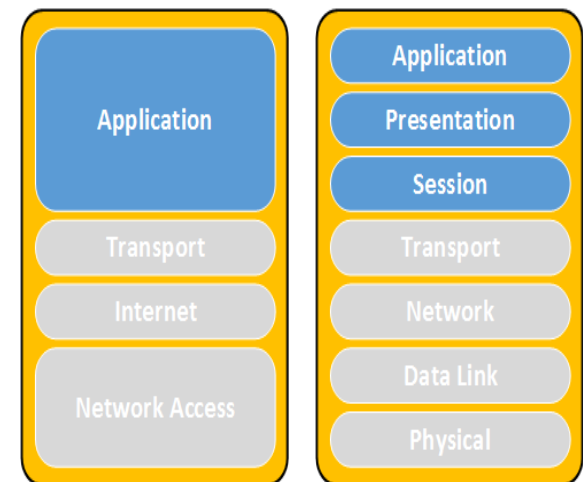 Application
Transport
Internet
Network Access
Application
Presentation
Session
Transport
Network
Data Link
Physical